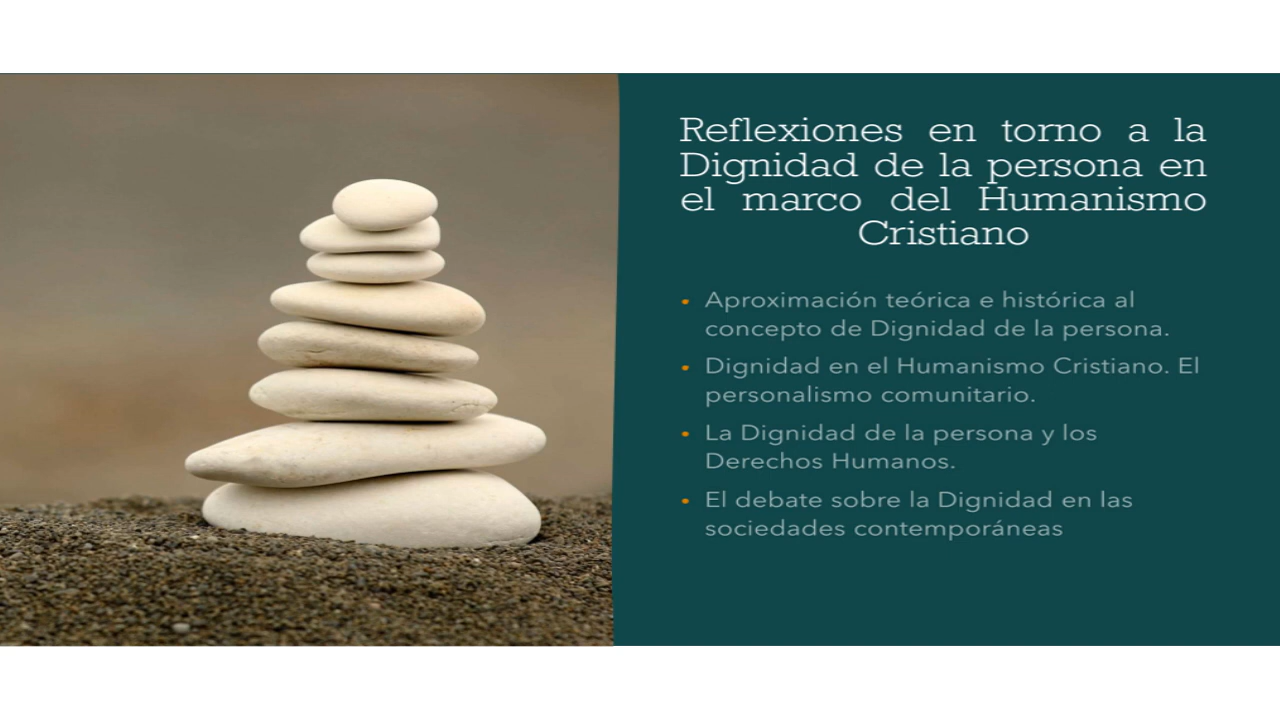 Reflexiones en torno a la
Dignidad de la persona en
el marco del Humanismo
Cristiano
• Aproximación teórica e histórica al
concepto de Dignidad de la persona.
• Dignidad en el Humanismo Cristiano. El
personalismo comunitario.
• La Dignidad de la persona y los
Derechos Humanos.
• El debate sobre la Dignidad en las
sociedades contemporáneas